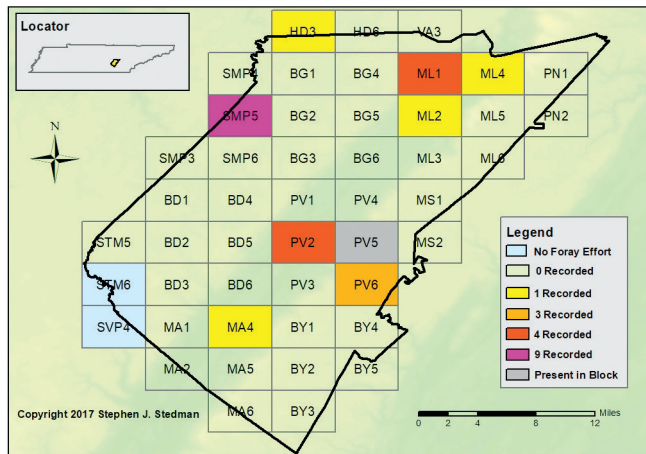 Locator
HD3 HD6 VA3
SMP4 BG1 BG4 ML1 ML4 PN1
SMP5 BG2 BG5 ML2 ML5 PN2
N
SMP3 SMP6 BG3 BG6 ML3 ML6
BD1 BD4 PV1 PV4 MS1
STM5 BD2 BD5 PV2 PV5 MS2
STM6 BD3 BD6 PV3 PV6
SVP4 MA1 MA4 BY1 BY4
MA2 MA5 BY2 BY5
MA6 BY3
Legend
No Foray Effort
0 Recorded
1 Recorded
3 Recorded
4 Recorded
9 Recorded
Present in Block
Copyright 2017 Stephen J. Stedman
Miles
0 2 4 8 12